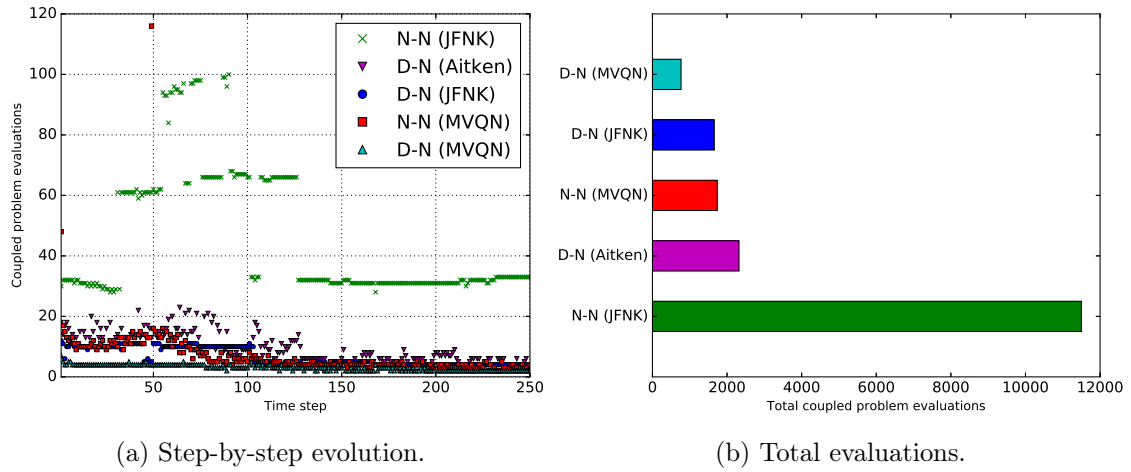 120
100
80
60
40
20
0
50
100
150
200
250
Coupled problem evaluations
Time step
N-N (JFNK)
D-N (Aitken)
D-N (JFNK)
N-N (MVQN)
D-N (MVQN)
D-N (MVQN)
D-N (JFNK)
N-N (MVQN)
D-N (Aitken)
N-N (JFNK)
0
2000
4000
6000
8000
10000
12000
Total coupled problem evaluations
(a) Step-by-step evolution.
(b) Total evaluations.